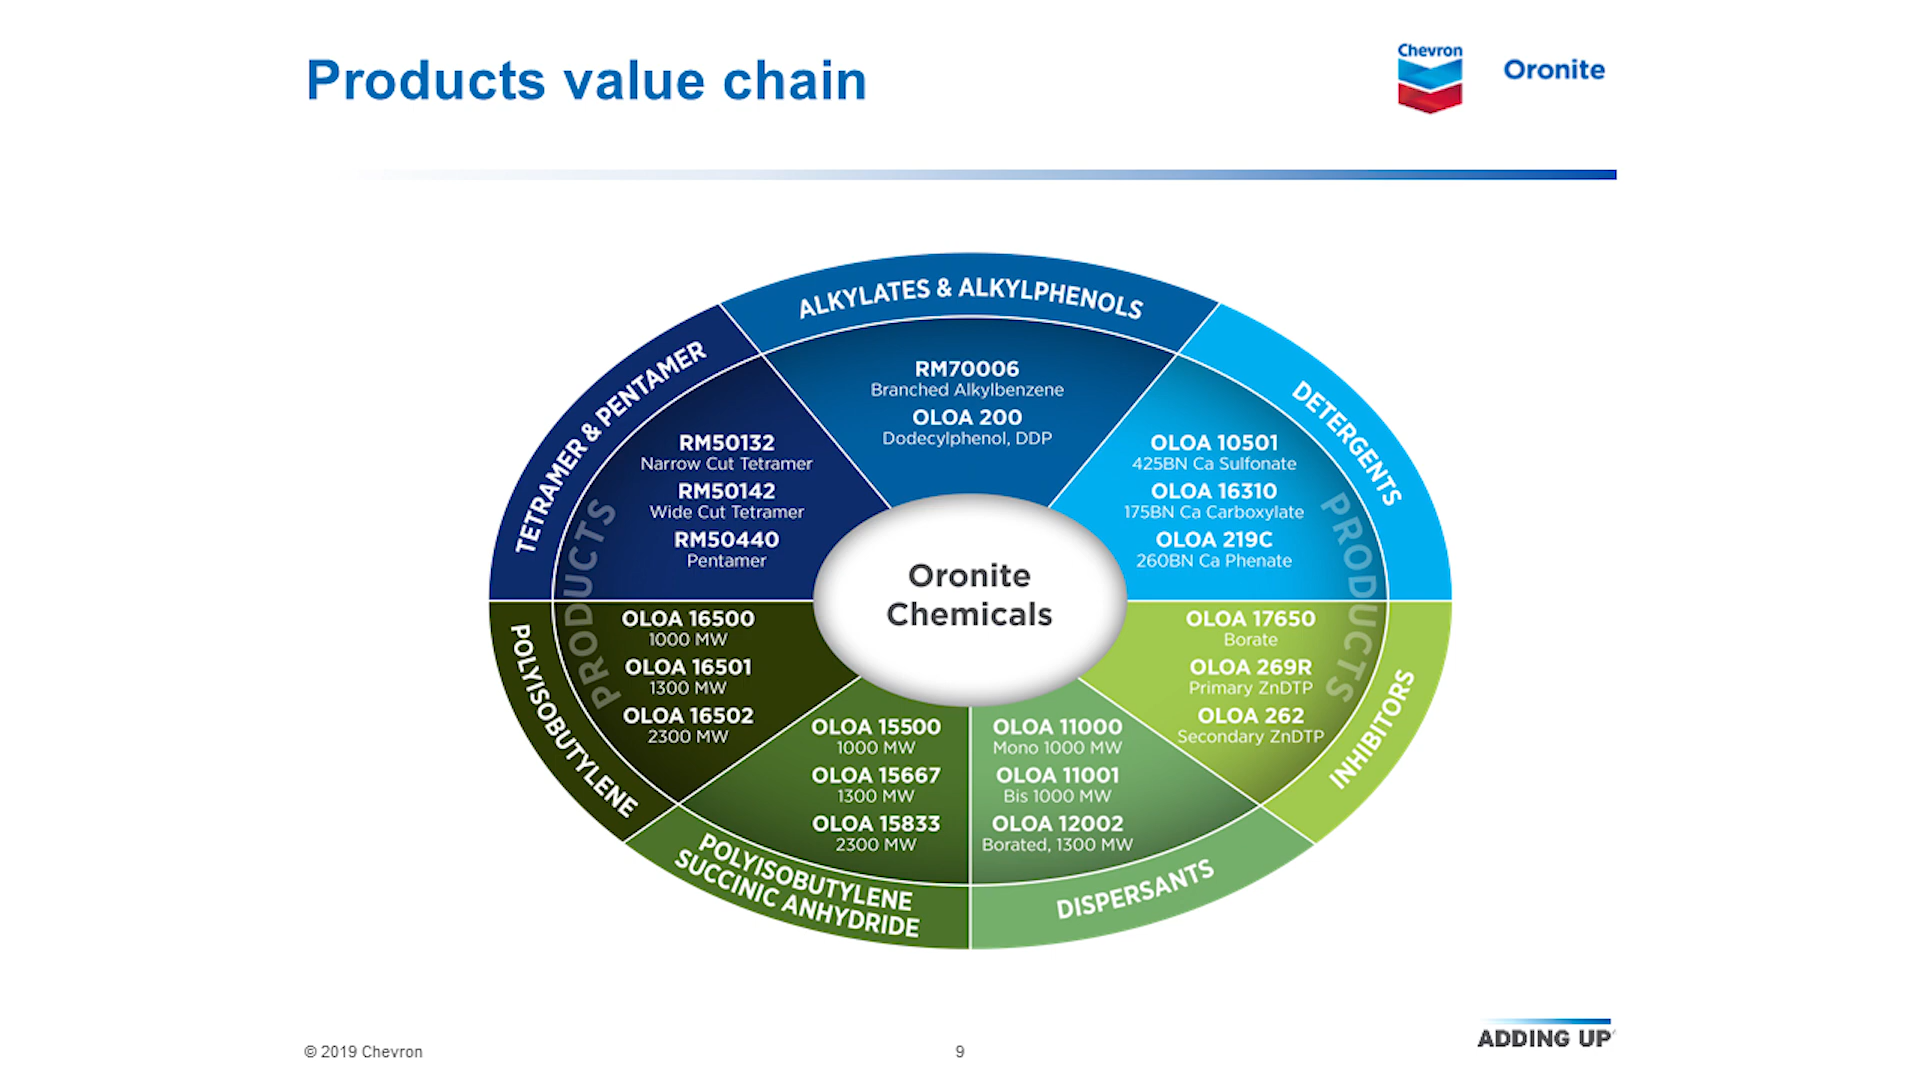 Products value chain
Chevron
Oronite
ALKYLATES & ALKYLPHENOLS
RM70006
Branched Alkylbenzene
OLOA 200
Dodecylphenol, DDP
TETRAMER & PENTAMER
RM50132
Narrow Cut Tetramer
RM50142
Wide Cut Tetramer
RM50440
Pentamer
PRODUCTS
DETERGENTS
OLOA 10501
425BN Ca Sulfonate
OLOA 16310
175BN Ca Carboxylate
OLOA 219C
260BN Ca Phenate
PRODUCTS
Oronite
Chemicals
POLYISOBUTYLENE
OLOA 16500
1000 MW
OLOA 16501
1300 MW
OLOA 16502
2300 MW
INHIBITORS
OLOA 17650
Borate
OLOA 269R
Primary ZnDTP
OLOA 262
Secondary ZnDTP
OLOA 15500
1000 MW
OLOA 15667
1300 MW
OLOA 15833
2300 MW
POLYISOBUTYLENE
SUCCINIC ANHYDRIDE
OLOA 11000
Mono 1000 MW
OLOA 11001
Bis 1000 MW
OLOA 12002
Borated, 1300 MW
DISPERSANTS
© 2019 Chevron
9
ADDING UP